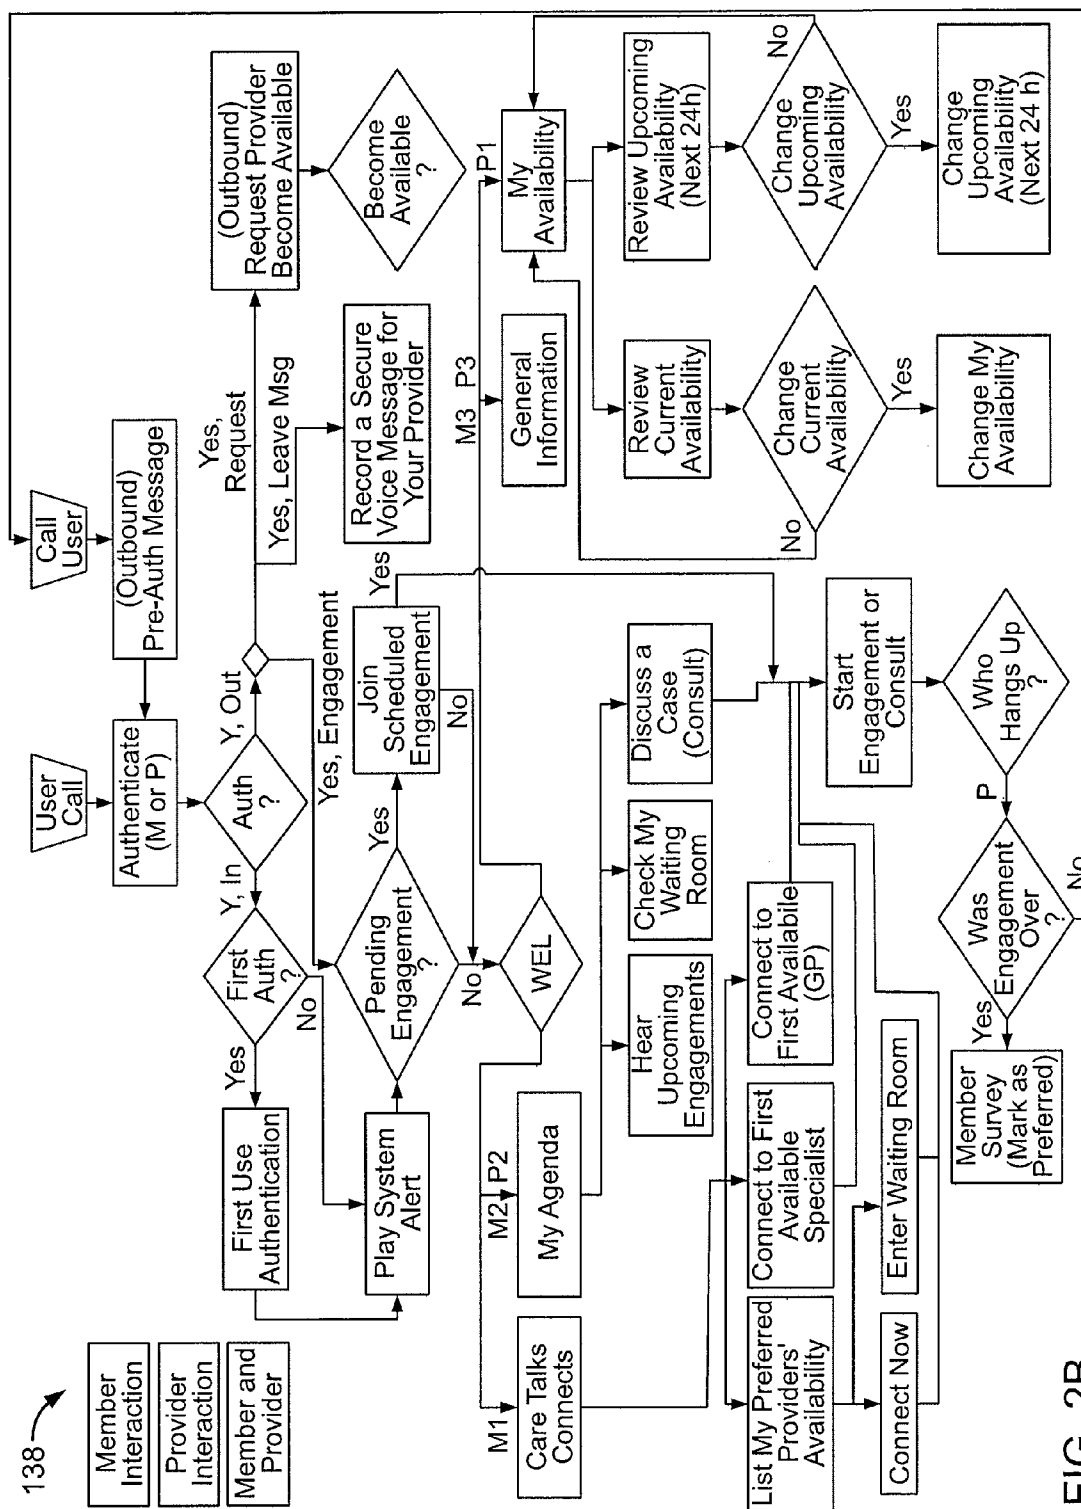 138
Member
Interaction
Provider
Interaction
Member and
Provider
User
Call
Call
User
Authenticate
(M or P)
(Outbound)
Pre-Auth Message
Y, In
Auth
?
Y, Out
Yes,
Request
(Outbound)
Request Provider
Become Available
Yes
First
Auth
?
No
First Use
Authentication
Yes, Engagement
Yes, Leave Msg
Record a Secure
Voice Message for
Your Provider
Become
Available
?
Play System
Alert
Pending
Engagement
?
Yes
No
Join
Scheduled
Engagement
Yes
No
WEL
M1
M2
P2
M3
P3
P1
Care Talks
Connects
My Agenda
General
Information
My
Availability
Hear
Upcoming
Engagements
Check My
Waiting
Room
Discuss a
Case
(Consult)
Review
Current
Availability
Review Upcoming
Availability
(Next 24h)
List My Preferred
Providers'
Availability
Connect to First
Available
Specialist
Connect to
First Availabile
(GP)
No
Change
Current
Availability
Yes
No
Change
Upcoming
Availability
Yes
Connect Now
Enter Waiting Room
Start
Engagement or
Consult
Change My
Availability
Change
Upcoming
Availability
(Next 24 h)
Member
Survey
(Mark as
Preferred)
Yes
Was
Engagement
Over
?
No
P
Who
Hangs Up
?
FIG. 2B